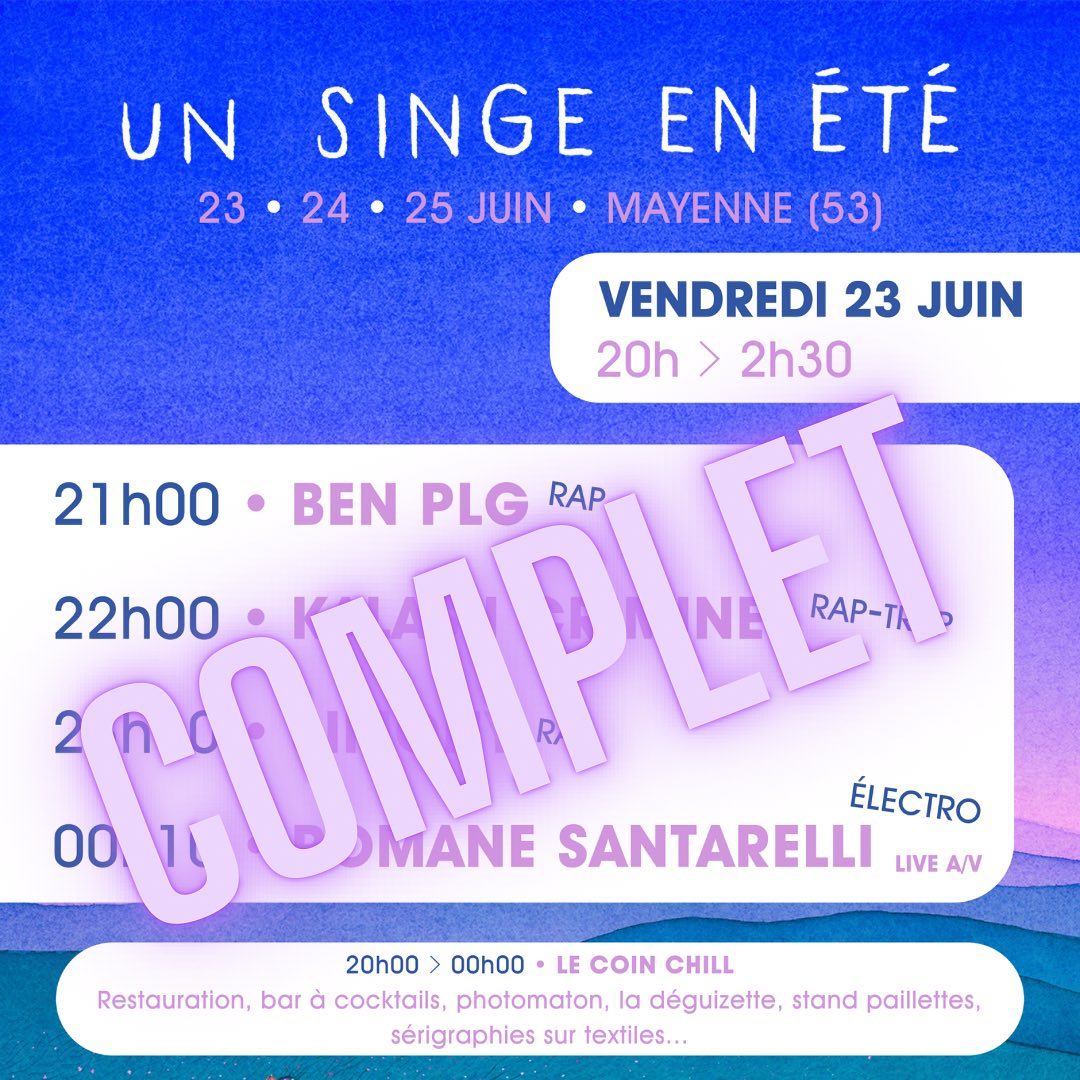 UN SINGE EN ÉTÉ
23 • 24 • 25 JUIN • MAYENNE (53)
VENDREDI 23 JUIN
20h > 2h30
21h00 • BEN PLG RAP
22h00 • RAP-TRAP
COMPLET
ÉLECTRO
00h10 • ROMANE SANTARELLI LIVE A/V
20h00 > 00h00 • LE COIN CHILL
Restauration, bar à cocktails, photomaton, la déguizette, stand paillettes,
sérigraphies sur textiles...